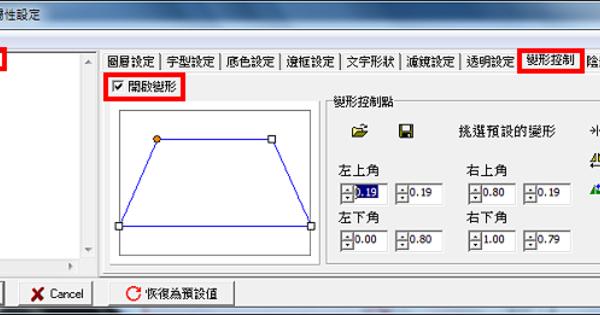 屬性設定
圖層設定 字型設定 底色設定 邊框設定 文字形狀 濾鏡設定 透明設定 變形控制 陰
開啟變形
變形控制點
挑選預設的變形
左上角 右上角
0.19 0.19 0.80 0.19
左下角 右下角
0.00 0.80 1.00 0.79
Cancel 恢復為預設值